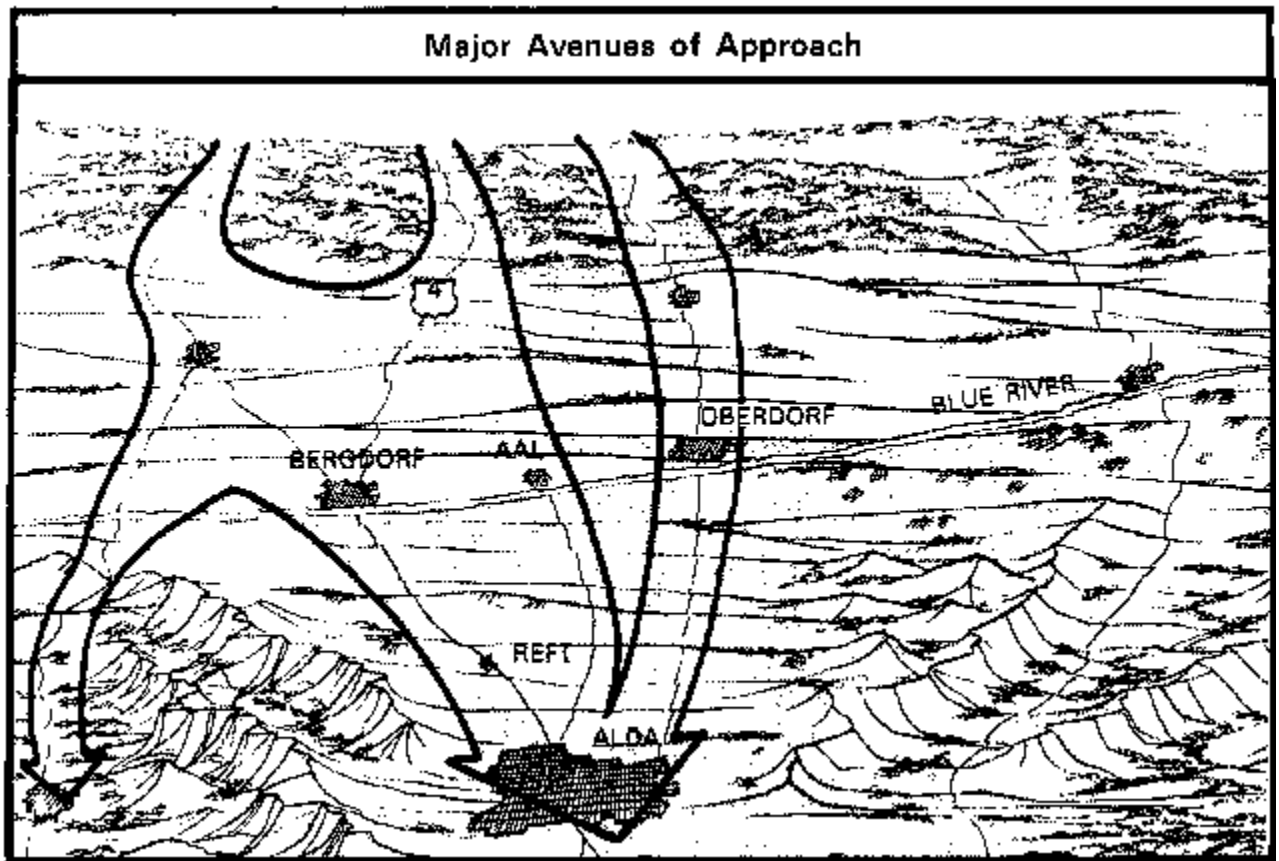 Major Avenues of Approach
4
BLUE RIVER
OBERDORF
BERGDORF
AAL
REFT
ALDA